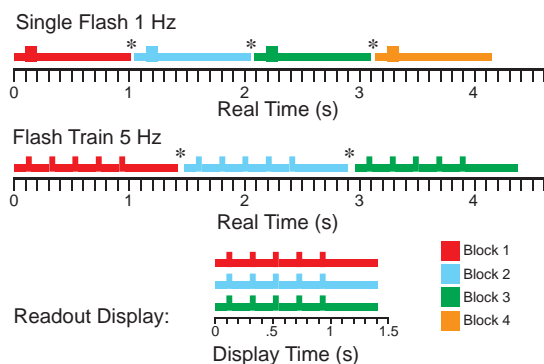 Single Flash 1 Hz
* * *
0 1 2 3 4
Real Time (s)
Flash Train 5 Hz
* *
0 1 2 3 4
Real Time (s)
Block 1
Block 2
Block 3
Block 4
Readout Display:
0 .5 1 1.5
Display Time (s)